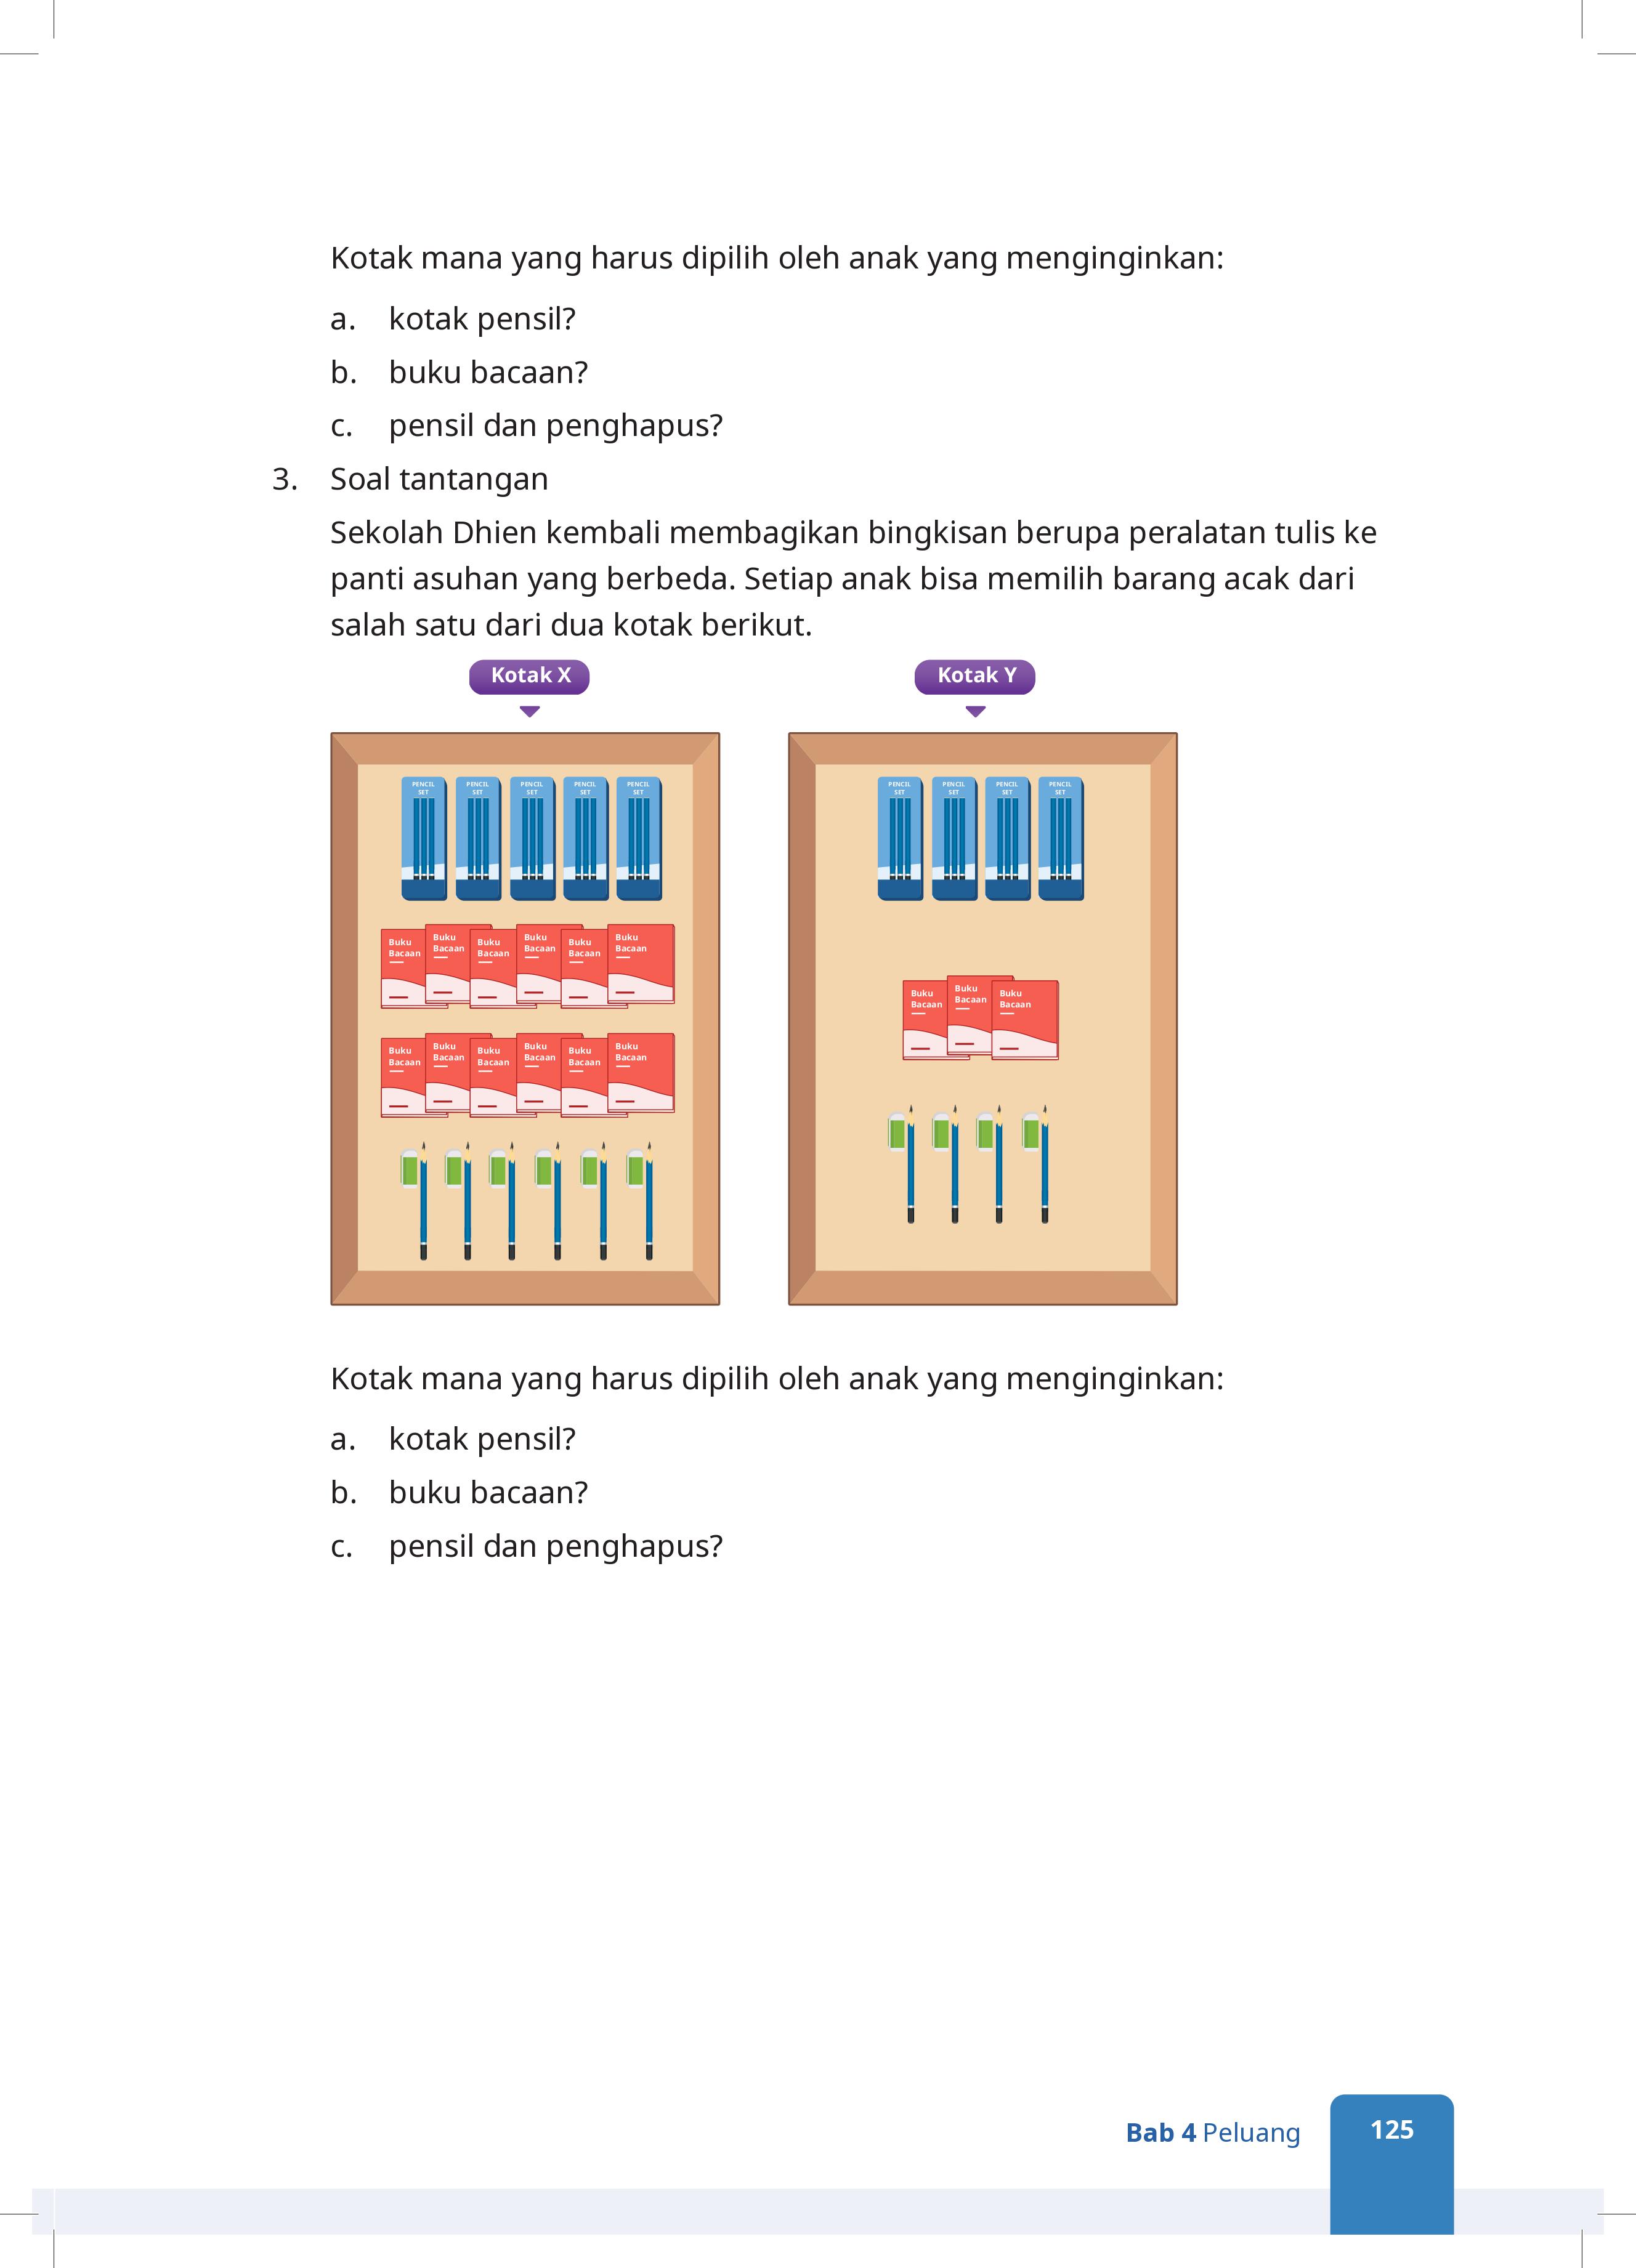 Kotak mana yang harus dipilih oleh anak yang menginginkan:
a. kotak pensil?
b. buku bacaan?
c. pensil dan penghapus?
3. Soal tantangan
Sekolah Dhien kembali membagikan bingkisan berupa peralatan tulis ke
panti asuhan yang berbeda. Setiap anak bisa memilih barang acak dari
salah satu dari dua kotak berikut.
Kotak X
PENCIL SET
PENCIL SET
PENCIL SET
PENCIL SET
PENCIL SET
Buku Bacaan
Buku Bacaan
Buku Bacaan
Buku Bacaan
Buku Bacaan
Buku Bacaan
Buku Bacaan
Buku Bacaan
Buku Bacaan
Buku Bacaan
Buku Bacaan
Buku Bacaan
Kotak Y
PENCIL SET
PENCIL SET
PENCIL SET
PENCIL SET
Buku Bacaan
Buku Bacaan
Buku Bacaan
Kotak mana yang harus dipilih oleh anak yang menginginkan:
a. kotak pensil?
b. buku bacaan?
c. pensil dan penghapus?
Bab 4 Peluang 125